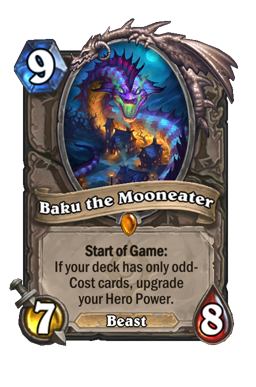 9
Baku the Mooneater
Start of Game:
If your deck has only odd-
Cost cards, upgrade
your Hero Power.
7
Beast
8